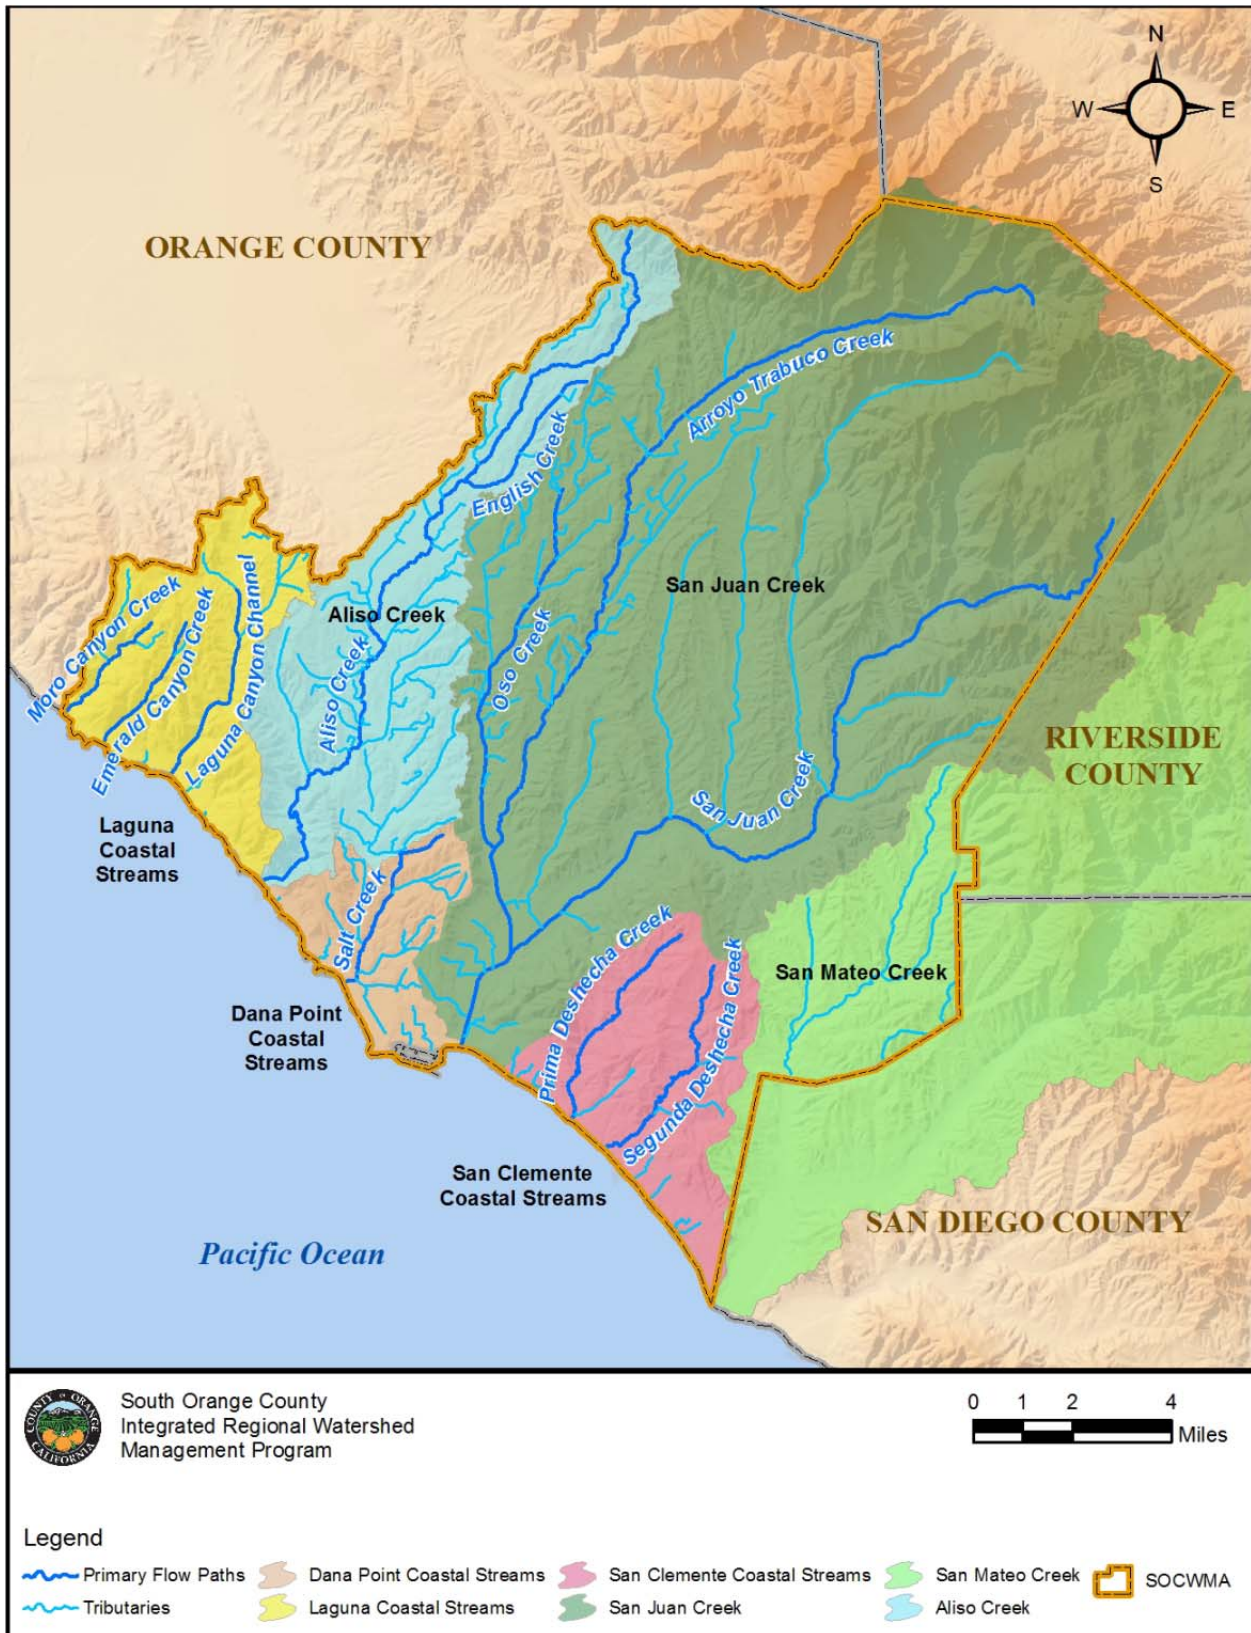 N
W
E
S
ORANGE COUNTY
Arroyo Trabuco Creek
English Creek
San Juan Creek
Moro Canyon Creek
Emerald Canyon Creek
Laguna Canyon Channel
Aliso Creek
Aliso Creek
Oso Creek
RIVERSIDE
COUNTY
San Juan Creek
Laguna
Coastal
Streams
Salt Creek
Prima Deshecha Creek
Segunda Deshecha Creek
San Mateo Creek
Dana Point
Coastal
Streams
San Clemente
Coastal Streams
SAN DIEGO COUNTY
Pacific Ocean
COUNTY OF ORANGE
CALIFORNIA
South Orange County
Integrated Regional Watershed
Management Program
0 1 2 4
Miles
Legend
Primary Flow Paths
Dana Point Coastal Streams
San Clemente Coastal Streams
San Mateo Creek
SOCWMA
Tributaries
Laguna Coastal Streams
San Juan Creek
Aliso Creek